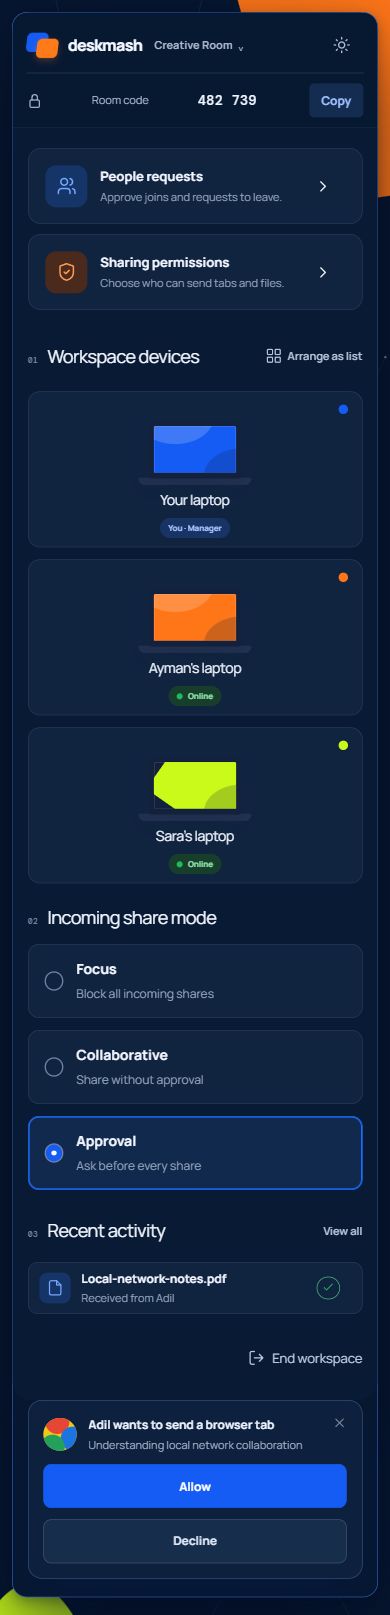 deskmash Creative Room
Room code 482 739 Copy
People requests
Approve joins and requests to leave.
Sharing permissions
Choose who can send tabs and files.
01 Workspace devices Arrange as list
Your laptop
You · Manager
Ayman's laptop
Online
Sara's laptop
Online
02 Incoming share mode
Focus
Block all incoming shares
Collaborative
Share without approval
Approval
Ask before every share
03 Recent activity View all
Local-network-notes.pdf
Received from Adil
End workspace
Adil wants to send a browser tab
Understanding local network collaboration
Allow
Decline